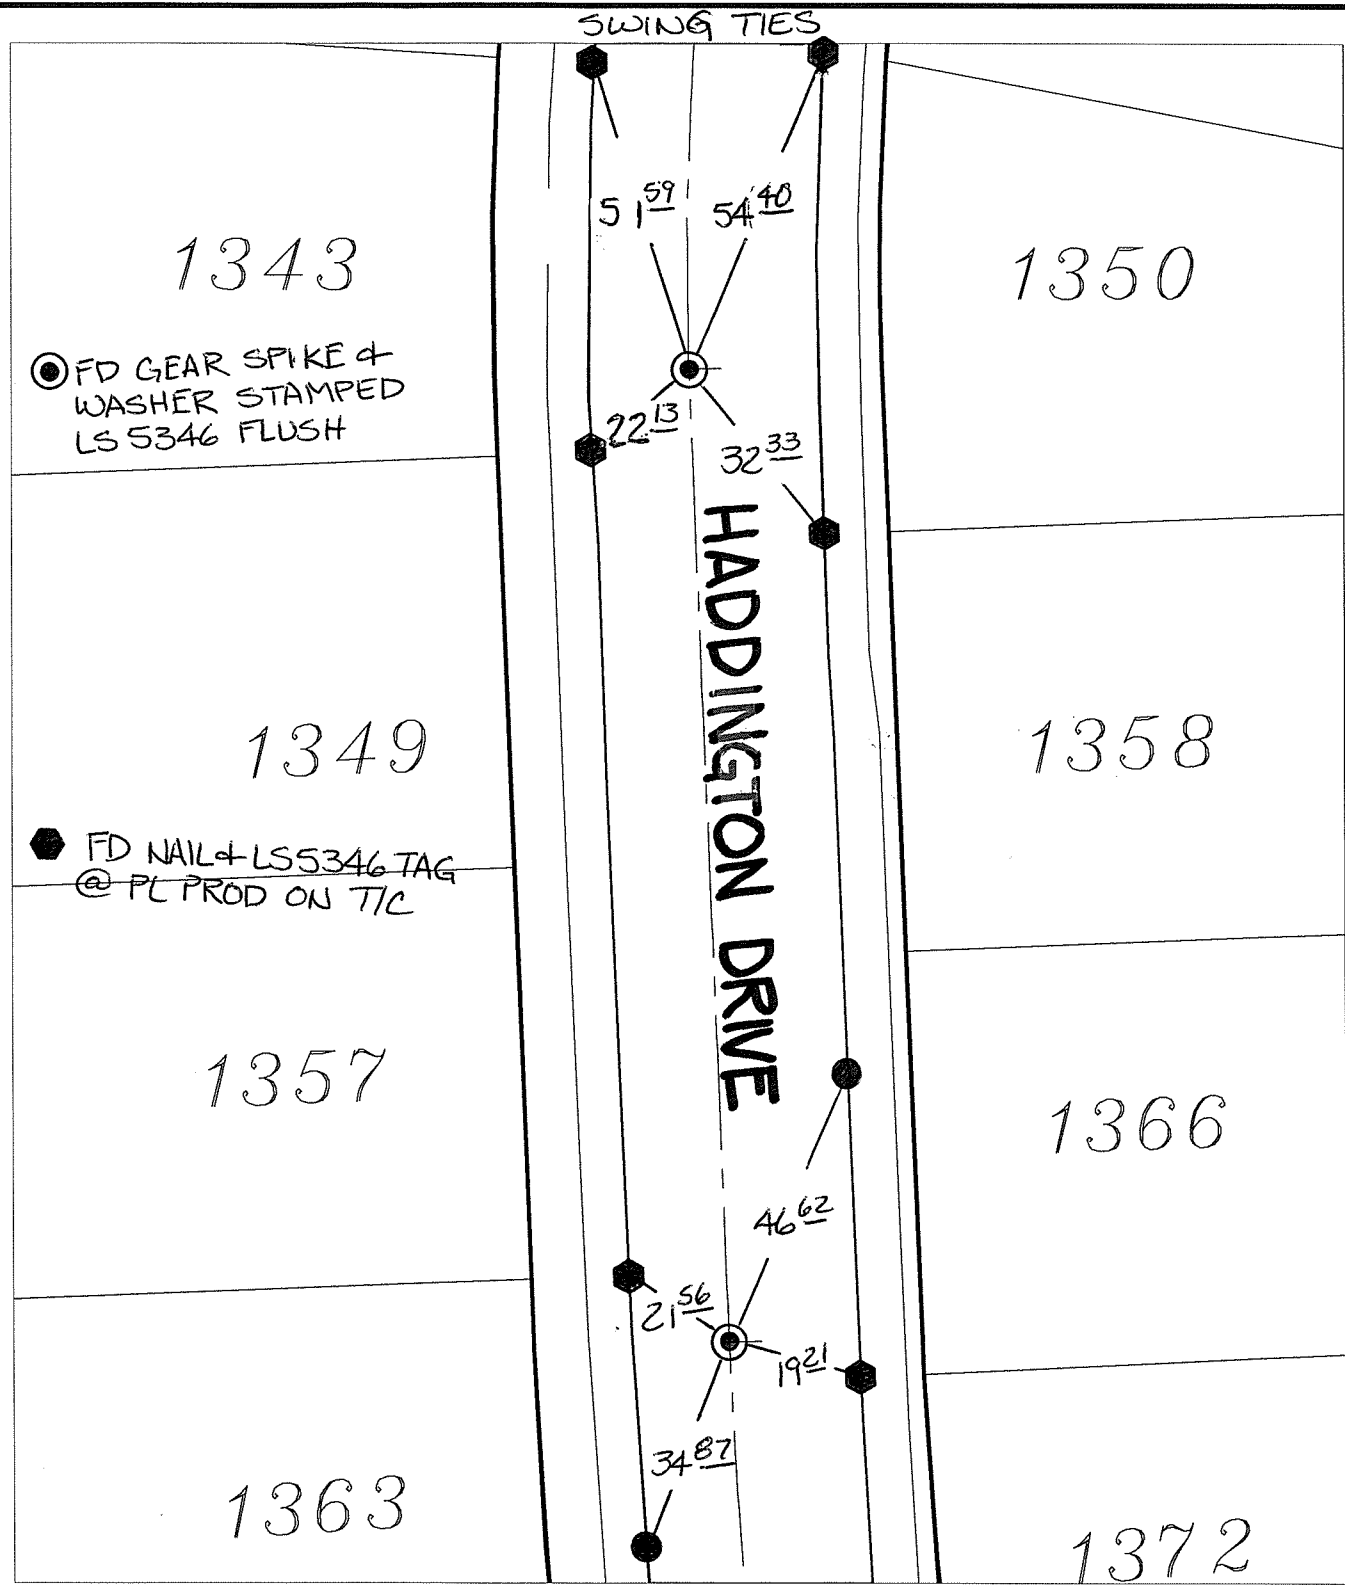 SWING TIES
51 59
54 40
1343
1350
FD GEAR SPIKE &
WASHER STAMPED
LS 5346 FLUSH
22 13
32 33
HADDINGTON DRIVE
1349
1358
FD NAIL & LS5346 TAG
@ PL PROD ON T/C
1357
1366
46 62
21 56
19 21
34 87
1363
1372